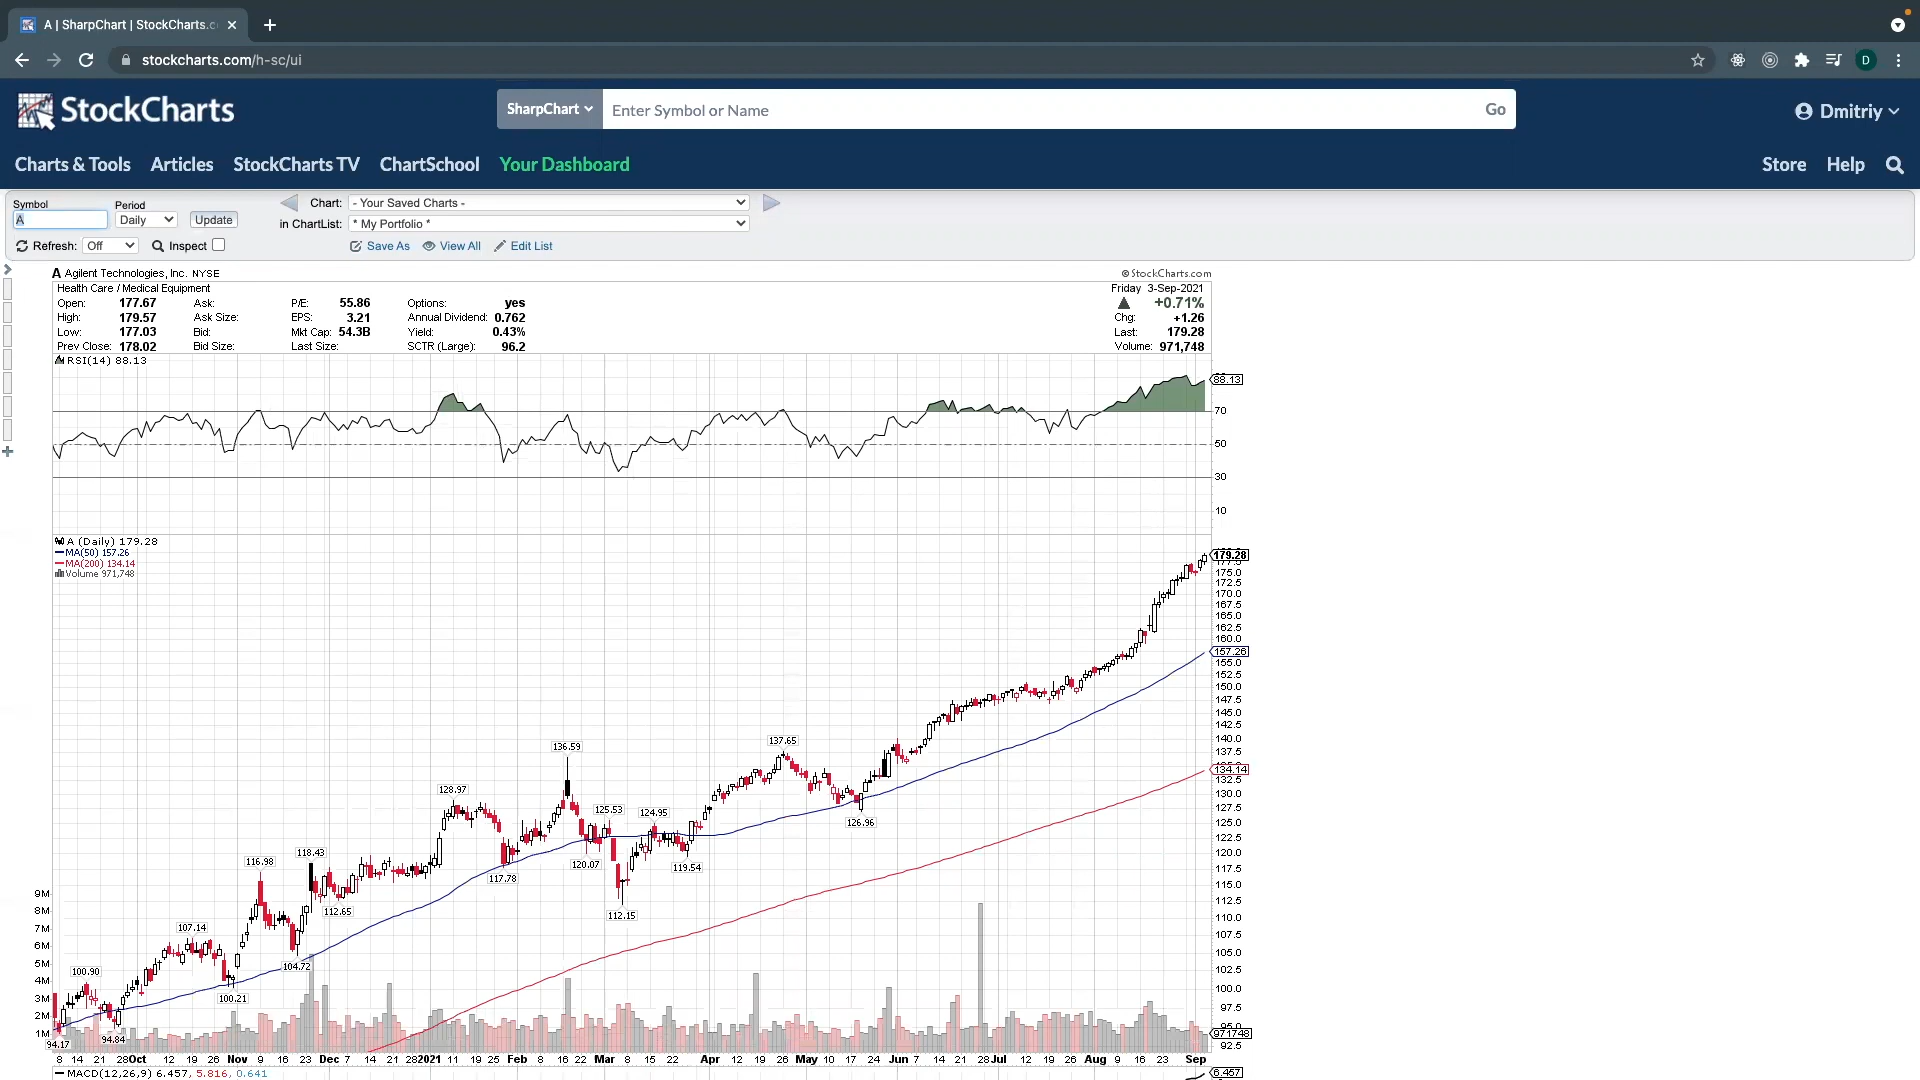 A | SharpChart | StockCharts.c
stockcharts.com/h-sc/ui
D
StockCharts
SharpChart
Enter Symbol or Name
Go
Dmitriy
Charts & Tools Articles StockCharts TV ChartSchool Your Dashboard
Store Help
Symbol Period
A Daily Update
Chart: - Your Saved Charts -
in ChartList: * My Portfolio *
Refresh: Off Inspect
Save As View All Edit List
A Agilent Technologies, Inc. NYSE
© StockCharts.com
Health Care / Medical Equipment
Friday 3-Sep-2021
Open: 177.67 Ask: P/E: 55.86 Options: yes
+0.71%
High: 179.57 Ask Size: EPS: 3.21 Annual Dividend: 0.762
Chg: +1.26
Low: 177.03 Bid: Mkt Cap: 54.3B Yield: 0.43%
Last: 179.28
Prev Close: 178.02 Bid Size: Last Size: SCTR (Large): 96.2
Volume: 971,748
RSI(14) 88.13
88.13
70
50
30
10
A (Daily) 179.28
MA(50) 157.26
MA(200) 134.14
Volume 971,748
179.28
175.0
172.5
170.0
167.5
165.0
162.5
160.0
157.26
155.0
152.5
150.0
147.5
145.0
142.5
140.0
137.5
134.14
132.5
130.0
127.5
125.0
122.5
120.0
117.5
115.0
112.5
110.0
107.5
105.0
102.5
100.0
97.5
971748
92.5
136.59
137.65
128.97
125.53
124.95
126.96
118.43
116.98
120.07
119.54
117.78
112.65
112.15
107.14
104.72
100.90
100.21
94.84
94.17
9M
8M
7M
6M
5M
4M
3M
2M
1M
8 14 21 28 Oct 12 19 26 Nov 9 16 23 Dec 7 14 21 28 2021 11 19 25 Feb 8 16 22 Mar 8 15 22 Apr 12 19 26 May 10 17 24 Jun 7 14 21 28 Jul 12 19 26 Aug 9 16 23 Sep
MACD(12,26,9) 6.457, 5.816, 0.641
6.457